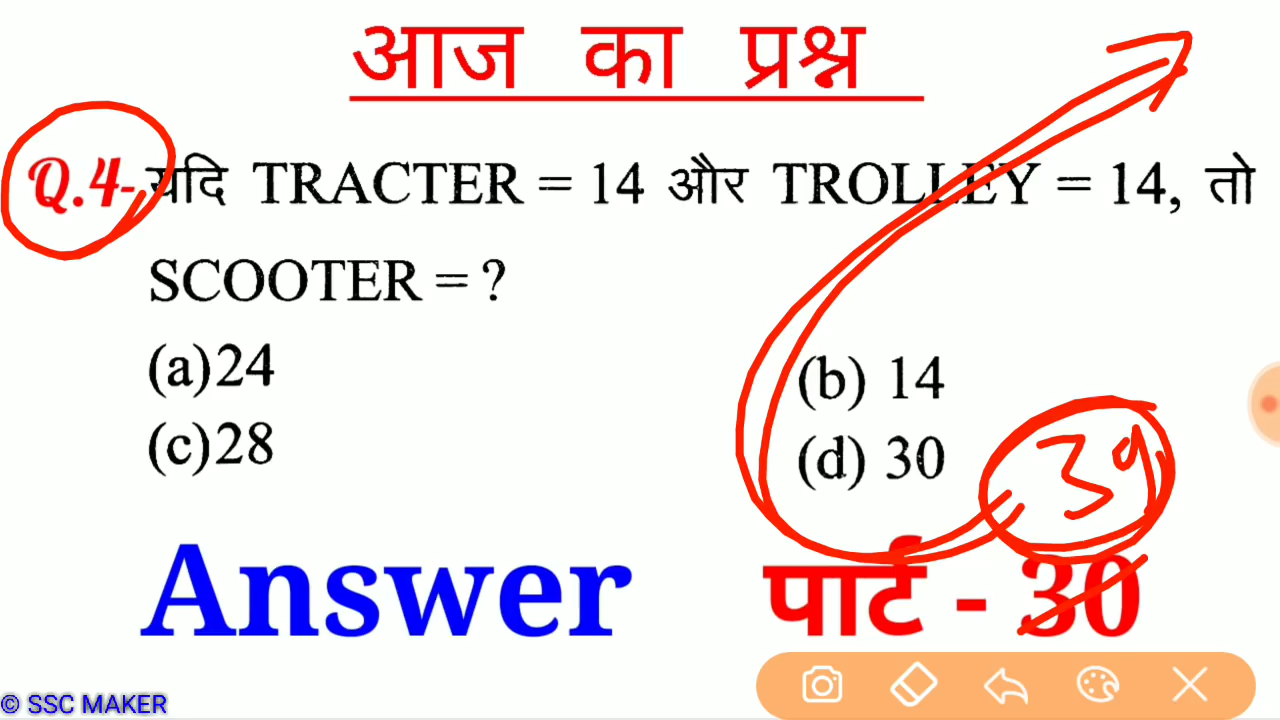 आज का प्रश्न
Q.4- यदि TRACTER = 14 और TROLLEY = 14, तो
SCOOTER = ?
(a)24 (b) 14
(c)28 (d) 30
39
Answer पार्ट - 30
© SSC MAKER